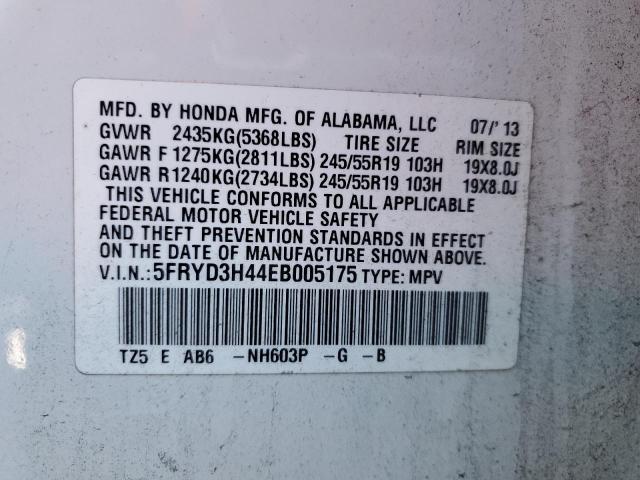 MFD. BY HONDA MFG. OF ALABAMA, LLC 07/' 13
GVWR 2435KG(5368LBS) TIRE SIZE RIM SIZE
GAWR F 1275KG(2811LBS) 245/55R19 103H 19X8.0J
GAWR R1240KG(2734LBS) 245/55R19 103H 19X8.0J
THIS VEHICLE CONFORMS TO ALL APPLICABLE
FEDERAL MOTOR VEHICLE SAFETY
AND THEFT PREVENTION STANDARDS IN EFFECT
ON THE DATE OF MANUFACTURE SHOWN ABOVE.
V.I.N.:5FRYD3H44EB005175 TYPE: MPV
TZ5 E AB6 -NH603P -G -B